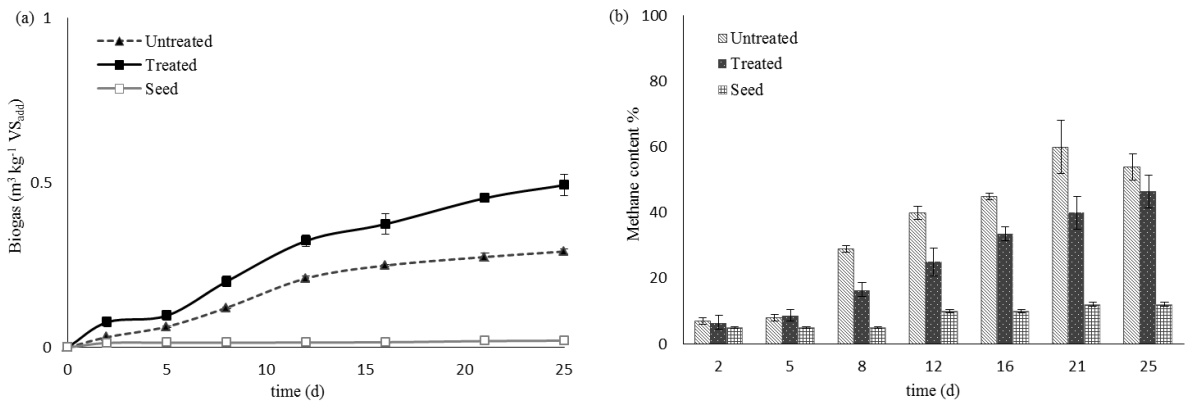 (a)
1
Untreated
Treated
Seed
0.5
0
Biogas (m³ kg⁻¹ VSadd)
0 5 10 15 20 25
time (d)
(b)
100
80
60
40
20
0
Untreated
Treated
Seed
Methane content %
2 5 8 12 16 21 25
time (d)